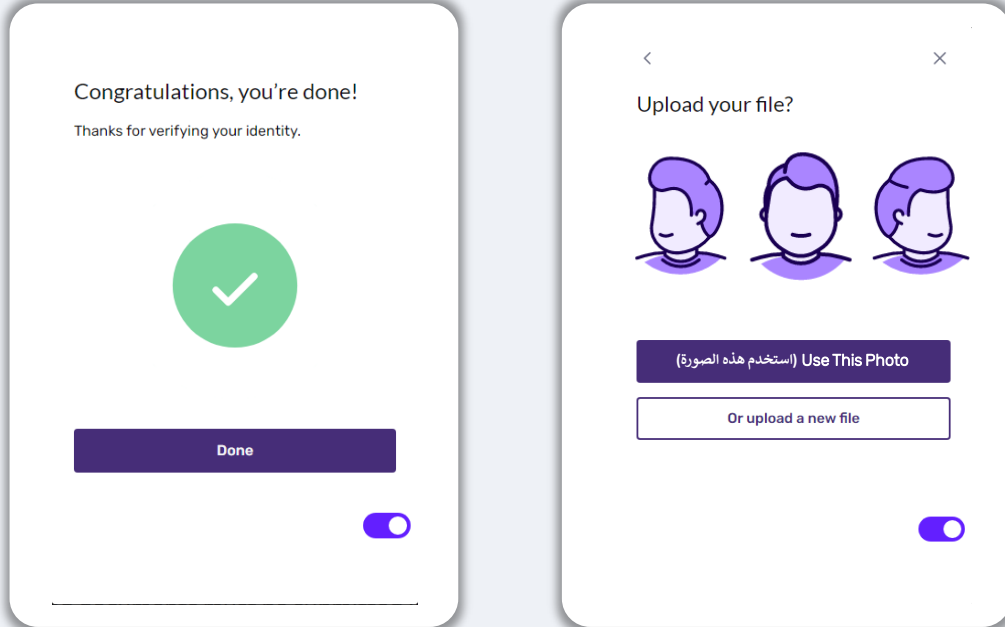 Congratulations, you’re done!
Thanks for verifying your identity.
Done
Upload your file?
Use This Photo (استخدم هذه الصورة)
Or upload a new file